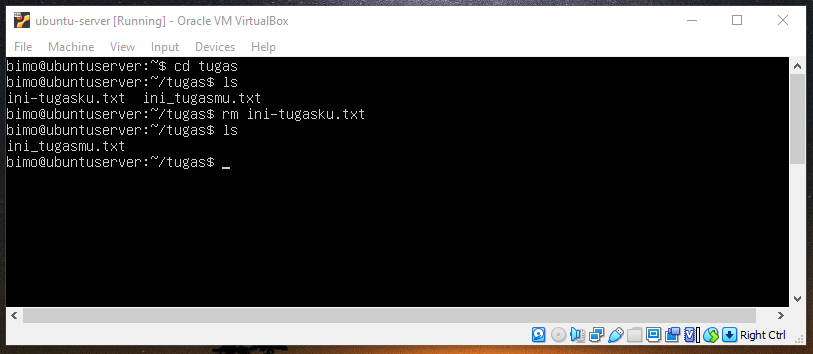 ubuntu-server [Running] - Oracle VM VirtualBox
File Machine View Input Devices Help
bimo@ubuntuserver:~$ cd tugas
bimo@ubuntuserver:~/tugas$ ls
ini-tugasku.txt  ini_tugasmu.txt
bimo@ubuntuserver:~/tugas$ rm ini-tugasku.txt
bimo@ubuntuserver:~/tugas$ ls
ini_tugasmu.txt
bimo@ubuntuserver:~/tugas$ _
Right Ctrl